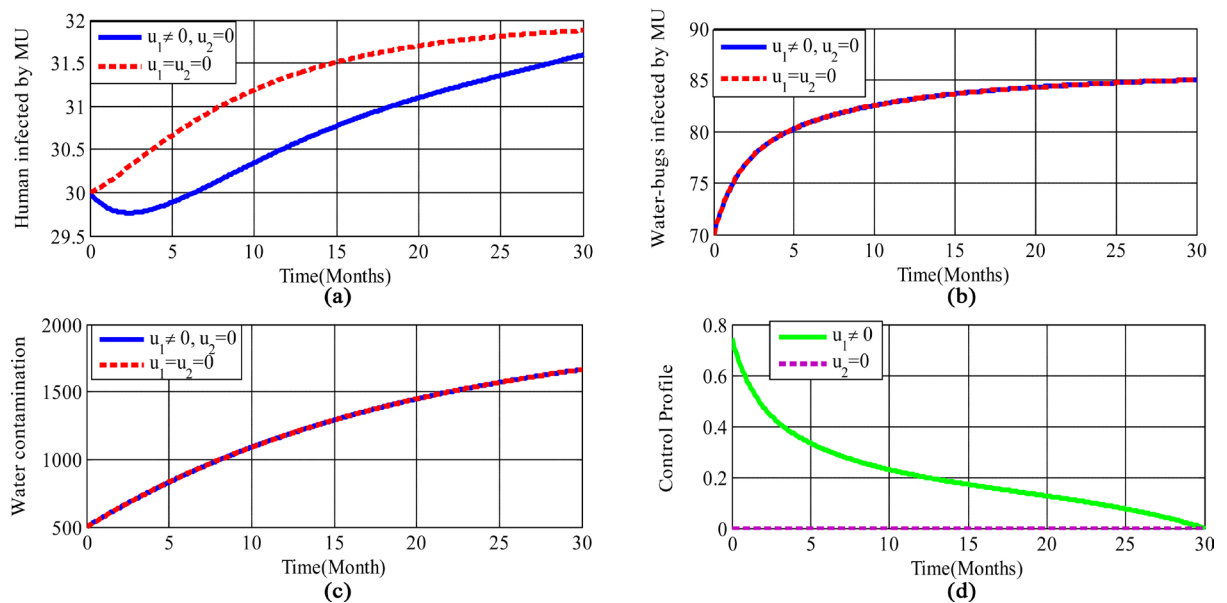 Human infected by MU
32
31.5
31
30.5
30
29.5
u₁≠ 0, u₂=0
u₁=u₂=0
0 5 10 15 20 25 30
Time(Months)
(a)
Water-bugs infected by MU
90
85
80
75
70
u₁≠ 0, u₂=0
u₁=u₂=0
0 5 10 15 20 25 30
Time(Months)
(b)
Water contamination
2000
1500
1000
500
u₁≠ 0, u₂=0
u₁=u₂=0
0 5 10 15 20 25 30
Time(Month)
(c)
Control Profile
0.8
0.6
0.4
0.2
0
u₁≠ 0
u₂=0
0 5 10 15 20 25 30
Time(Months)
(d)